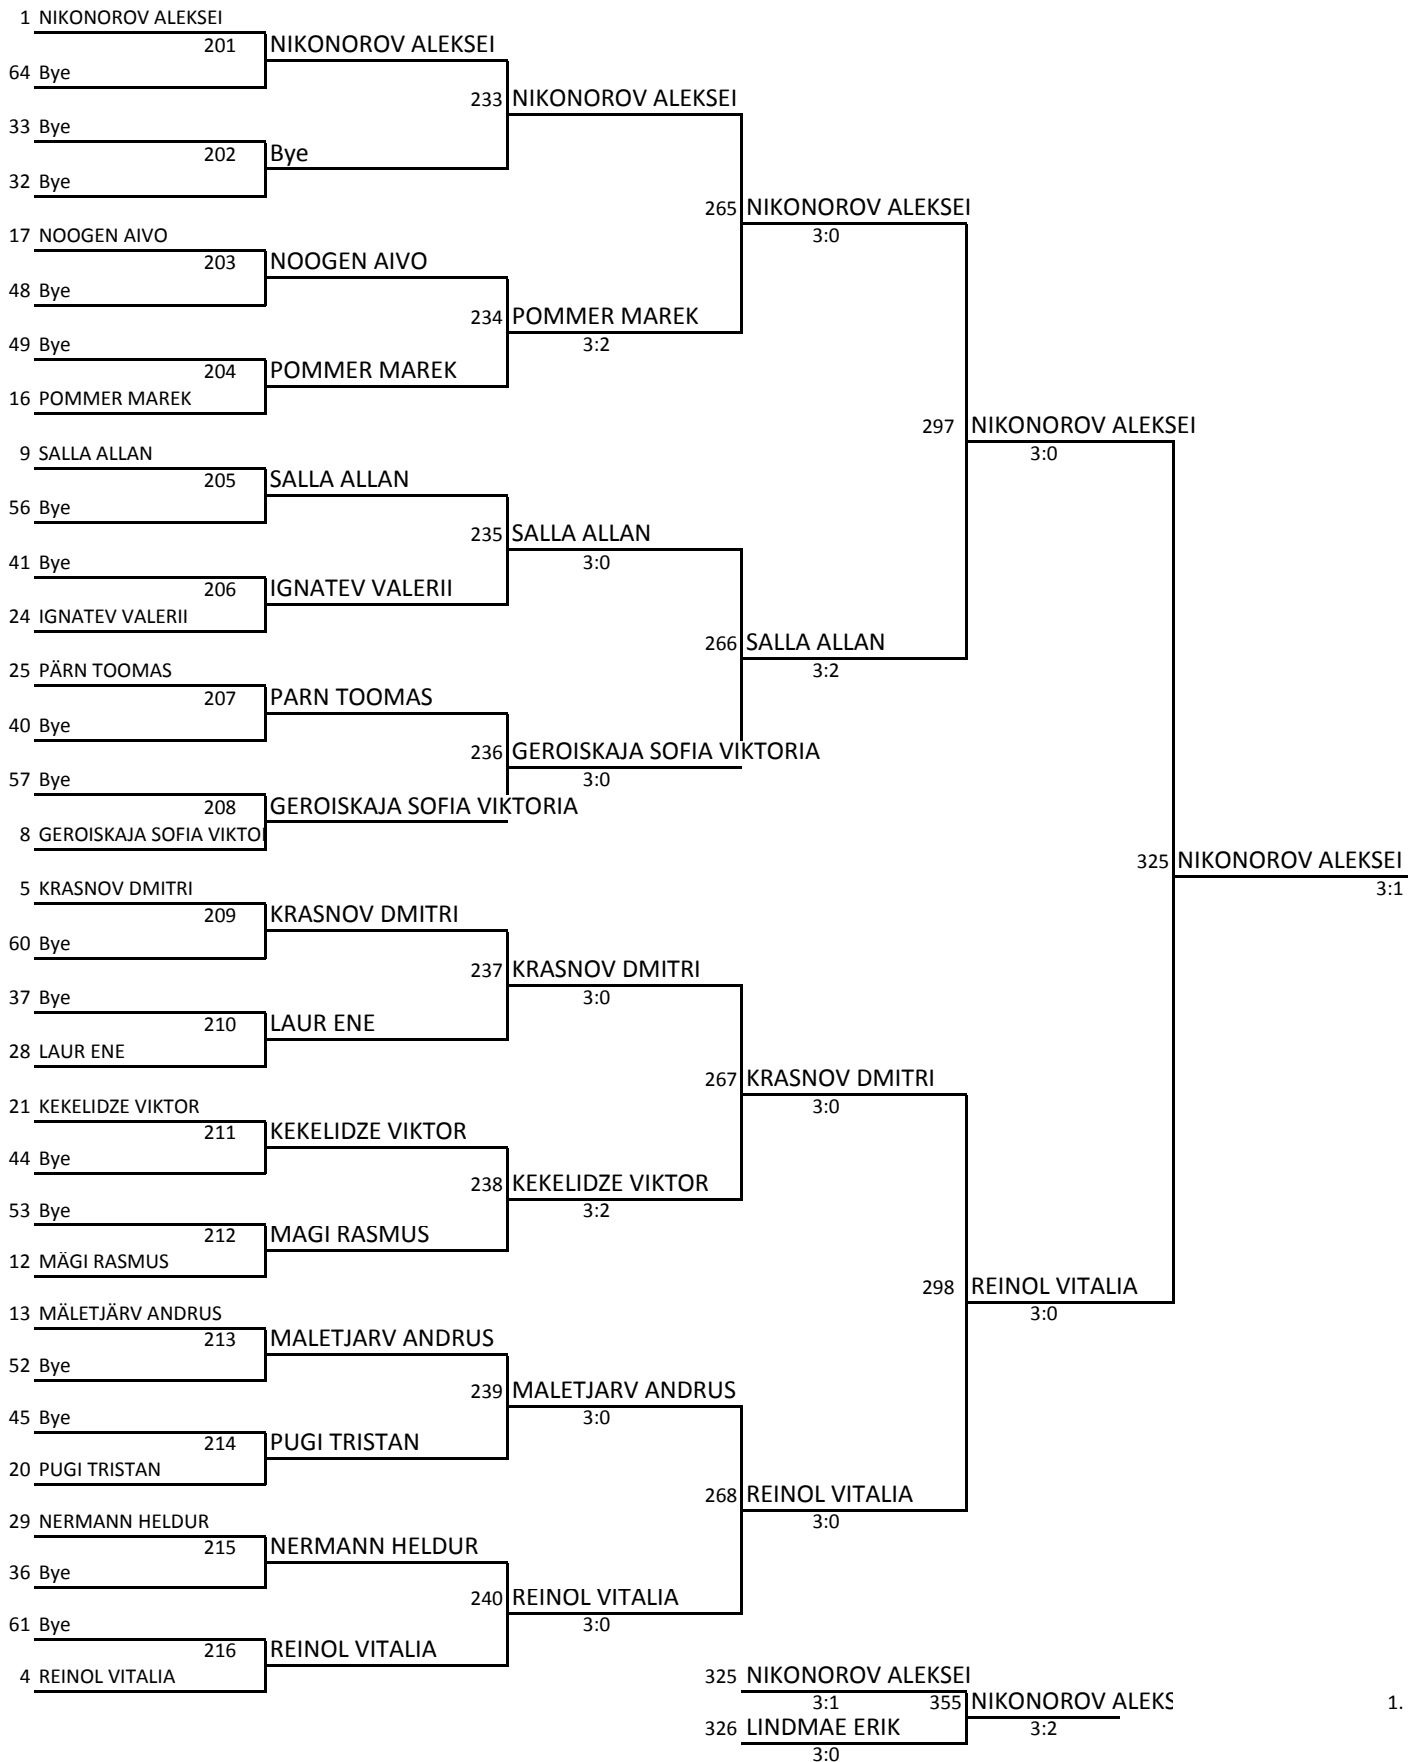 1 NIKONOROV ALEKSEI
201 NIKONOROV ALEKSEI
64 Bye
233 NIKONOROV ALEKSEI
33 Bye
202 Bye
32 Bye
265 NIKONOROV ALEKSEI
3:0
17 NOOGEN AIVO
203 NOOGEN AIVO
48 Bye
234 POMMER MAREK
3:2
49 Bye
204 POMMER MAREK
16 POMMER MAREK
297 NIKONOROV ALEKSEI
3:0
9 SALLA ALLAN
205 SALLA ALLAN
56 Bye
235 SALLA ALLAN
3:0
41 Bye
206 IGNATEV VALERII
24 IGNATEV VALERII
266 SALLA ALLAN
3:2
25 PÄRN TOOMAS
207 PARN TOOMAS
40 Bye
236 GEROISKAJA SOFIA VIKTORIA
3:0
57 Bye
208 GEROISKAJA SOFIA VIKTORIA
8 GEROISKAJA SOFIA VIKTOI
325 NIKONOROV ALEKSEI
3:1
5 KRASNOV DMITRI
209 KRASNOV DMITRI
60 Bye
237 KRASNOV DMITRI
3:0
37 Bye
210 LAUR ENE
28 LAUR ENE
267 KRASNOV DMITRI
3:0
21 KEKELIDZE VIKTOR
211 KEKELIDZE VIKTOR
44 Bye
238 KEKELIDZE VIKTOR
3:2
53 Bye
212 MAGI RASMUS
12 MÄGI RASMUS
298 REINOL VITALIA
3:0
13 MÄLETJÄRV ANDRUS
213 MALETJARV ANDRUS
52 Bye
239 MALETJARV ANDRUS
3:0
45 Bye
214 PUGI TRISTAN
20 PUGI TRISTAN
268 REINOL VITALIA
3:0
29 NERMANN HELDUR
215 NERMANN HELDUR
36 Bye
240 REINOL VITALIA
3:0
61 Bye
216 REINOL VITALIA
4 REINOL VITALIA
325 NIKONOROV ALEKSEI
3:1 355 NIKONOROV ALEKS 1.
326 LINDMAE ERIK 3:2
3:0